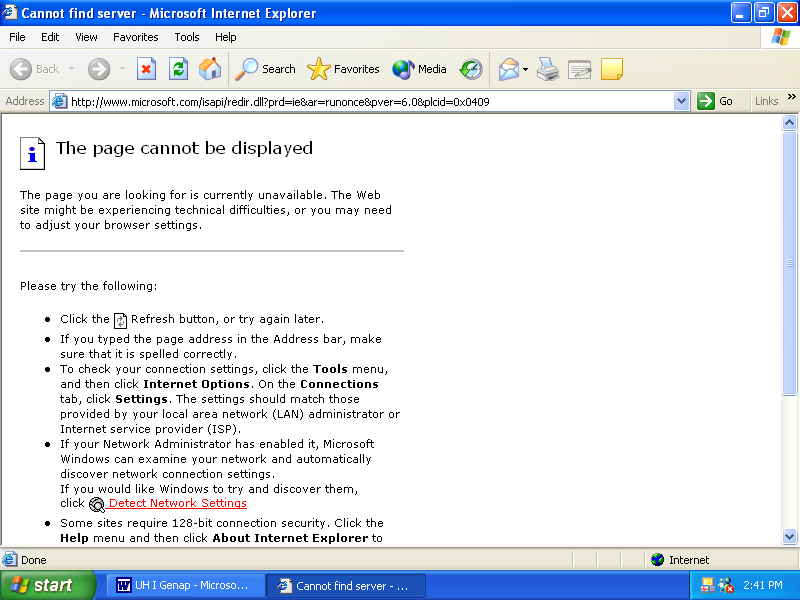 Cannot find server - Microsoft Internet Explorer
File Edit View Favorites Tools Help
Back Search Favorites Media
Address http://www.microsoft.com/isapi/redir.dll?prd=ie&ar=runonce&pver=6.0&plcid=0x0409 Go Links »
The page cannot be displayed
The page you are looking for is currently unavailable. The Web
site might be experiencing technical difficulties, or you may need
to adjust your browser settings.
Please try the following:
• Click the Refresh button, or try again later.
• If you typed the page address in the Address bar, make
sure that it is spelled correctly.
• To check your connection settings, click the Tools menu,
and then click Internet Options. On the Connections
tab, click Settings. The settings should match those
provided by your local area network (LAN) administrator or
Internet service provider (ISP).
• If your Network Administrator has enabled it, Microsoft
Windows can examine your network and automatically
discover network connection settings.
If you would like Windows to try and discover them,
click Detect Network Settings
• Some sites require 128-bit connection security. Click the
Help menu and then click About Internet Explorer to
Done Internet
start UH I Genap - Microso... Cannot find server - ... 2:41 PM